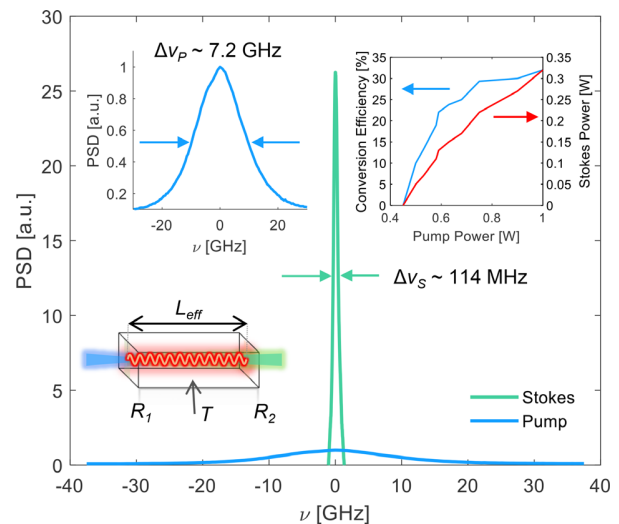 30
25
20
15
10
5
0
PSD [a.u.]
-40
-30
-20
-10
0
10
20
30
40
ν [GHz]
Δν_P ~ 7.2 GHz
1
0.8
0.6
0.4
0.2
PSD [a.u.]
-20
0
20
ν [GHz]
35
30
25
20
15
10
5
0
Conversion Efficiency [%]
0.35
0.3
0.25
0.2
0.15
0.1
0.05
0
Stokes Power [W]
0.4
0.6
0.8
1
Pump Power [W]
Δν_S ~ 114 MHz
L_eff
R_1
T
R_2
Stokes
Pump